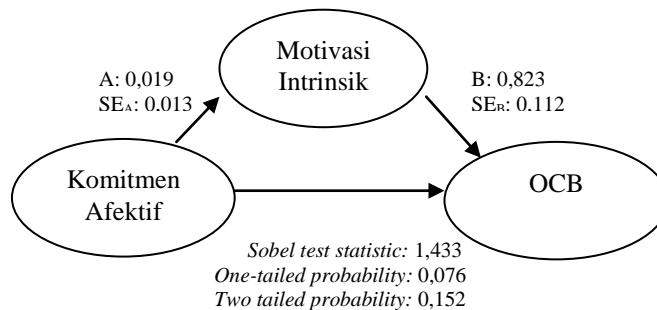 Motivasi
Intrinsik
A: 0,019
SEA: 0.013
B: 0,823
SEB: 0.112
Komitmen
Afektif
OCB
Sobel test statistic: 1,433
One-tailed probability: 0,076
Two tailed probability: 0,152